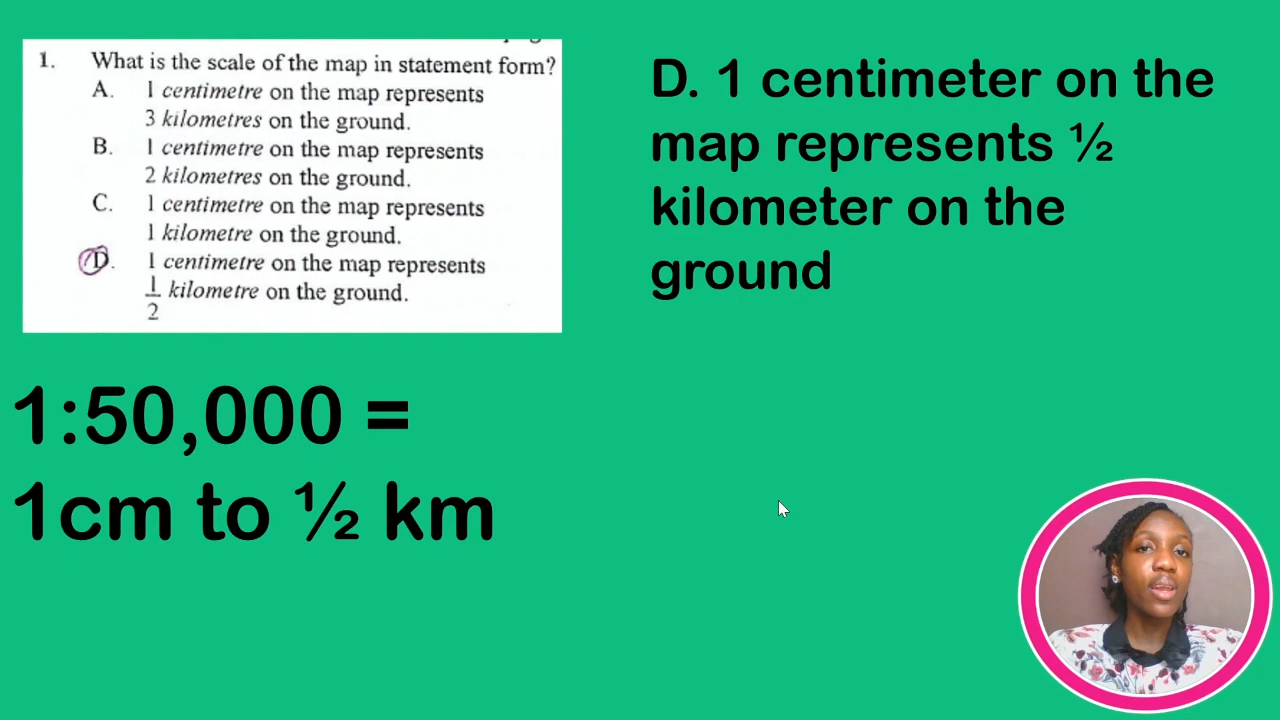 1. What is the scale of the map in statement form?
A. 1 centimetre on the map represents
3 kilometres on the ground.
B. 1 centimetre on the map represents
2 kilometres on the ground.
C. 1 centimetre on the map represents
1 kilometre on the ground.
D. 1 centimetre on the map represents
1/2 kilometre on the ground.
D. 1 centimeter on the
map represents ½
kilometer on the
ground
1:50,000 =
1cm to ½ km